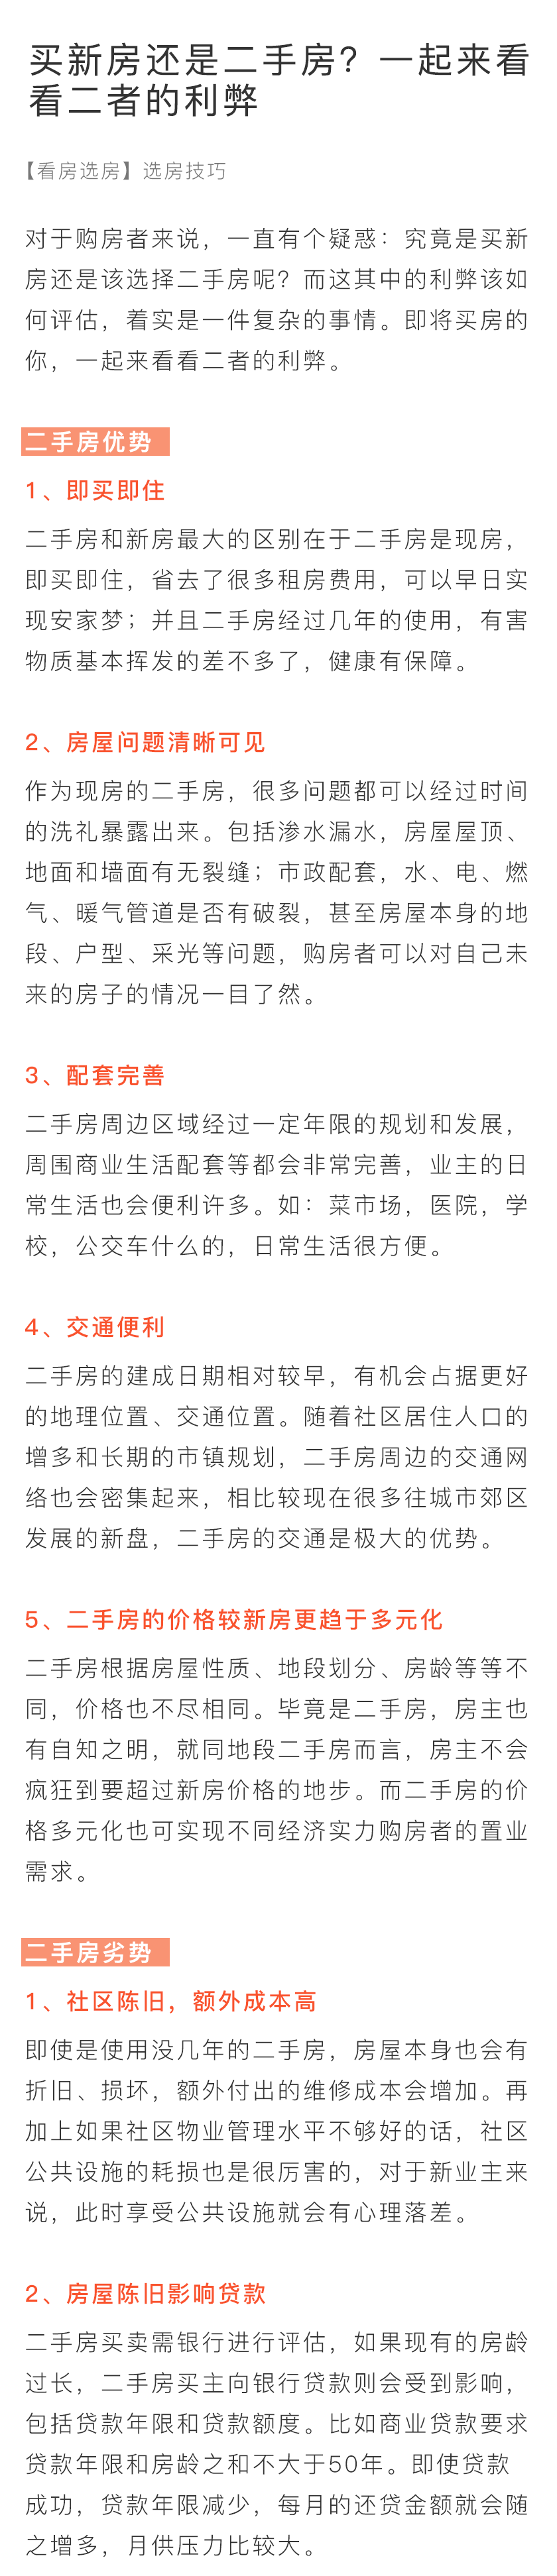 买新房还是二手房？一起来看
看二者的利弊
【看房选房】选房技巧
对于购房者来说，一直有个疑惑：究竟是买新
房还是该选择二手房呢？而这其中的利弊该如
何评估，着实是一件复杂的事情。即将买房的
你，一起来看看二者的利弊。
二手房优势
1、即买即住
二手房和新房最大的区别在于二手房是现房，
即买即住，省去了很多租房费用，可以早日实
现安家梦；并且二手房经过几年的使用，有害
物质基本挥发的差不多了，健康有保障。
2、房屋问题清晰可见
作为现房的二手房，很多问题都可以经过时间
的洗礼暴露出来。包括渗水漏水，房屋屋顶、
地面和墙面有无裂缝；市政配套，水、电、燃
气、暖气管道是否有破裂，甚至房屋本身的地
段、户型、采光等问题，购房者可以对自己未
来的房子的情况一目了然。
3、配套完善
二手房周边区域经过一定年限的规划和发展，
周围商业生活配套等都会非常完善，业主的日
常生活也会便利许多。如：菜市场，医院，学
校，公交车什么的，日常生活很方便。
4、交通便利
二手房的建成日期相对较早，有机会占据更好
的地理位置、交通位置。随着社区居住人口的
增多和长期的市镇规划，二手房周边的交通网
络也会密集起来，相比较现在很多往城市郊区
发展的新盘，二手房的交通是极大的优势。
5、二手房的价格较新房更趋于多元化
二手房根据房屋性质、地段划分、房龄等等不
同，价格也不尽相同。毕竟是二手房，房主也
有自知之明，就同地段二手房而言，房主不会
疯狂到要超过新房价格的地步。而二手房的价
格多元化也可实现不同经济实力购房者的置业
需求。
二手房劣势
1、社区陈旧，额外成本高
即使是使用没几年的二手房，房屋本身也会有
折旧、损坏，额外付出的维修成本会增加。再
加上如果社区物业管理水平不够好的话，社区
公共设施的耗损也是很厉害的，对于新业主来
说，此时享受公共设施就会有心理落差。
2、房屋陈旧影响贷款
二手房买卖需银行进行评估，如果现有的房龄
过长，二手房买主向银行贷款则会受到影响，
包括贷款年限和贷款额度。比如商业贷款要求
贷款年限和房龄之和不大于50年。即使贷款
成功，贷款年限减少，每月的还贷金额就会随
之增多，月供压力比较大。